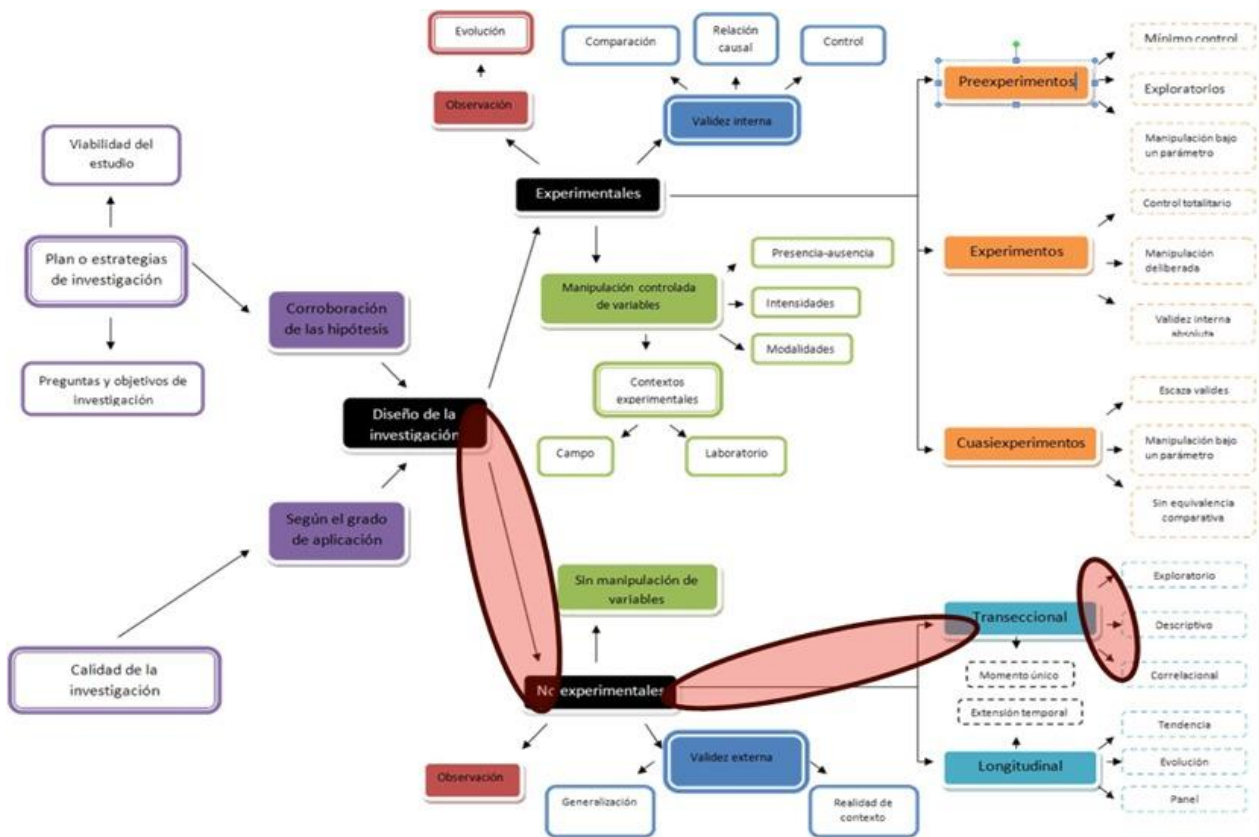 Evolución
Comparación
Relación
causal
Control
Observación
Validez interna
Preexperimentos
Mínimo control
Exploratorios
Manipulación bajo
un parámetro
Viabilidad del
estudio
Experimentales
Plan o estrategias
de investigación
Manipulación controlada
de variables
Presencia-ausencia
Intensidades
Modalidades
Experimentos
Control totalitario
Manipulación
deliberada
Validez interna
absoluta
Corroboración
de las hipótesis
Preguntas y objetivos de
investigación
Contextos
experimentales
Campo
Laboratorio
Diseño de la
investigación
Cuasiexperimentos
Escaza valides
Manipulación bajo
un parámetro
Sin equivalencia
comparativa
Según el grado
de aplicación
Sin manipulación de
variables
Transeccional
Exploratorio
Descriptivo
Correlacional
Momento único
Extensión temporal
Calidad de la
investigación
No experimentales
Observación
Validez externa
Generalización
Realidad de
contexto
Longitudinal
Tendencia
Evolución
Panel